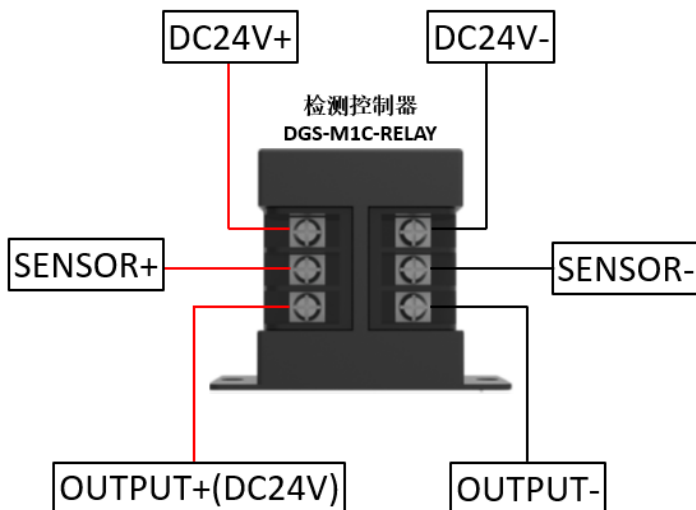 DC24V+
DC24V-
检测控制器
DGS-M1C-RELAY
SENSOR+
SENSOR-
OUTPUT+(DC24V)
OUTPUT-